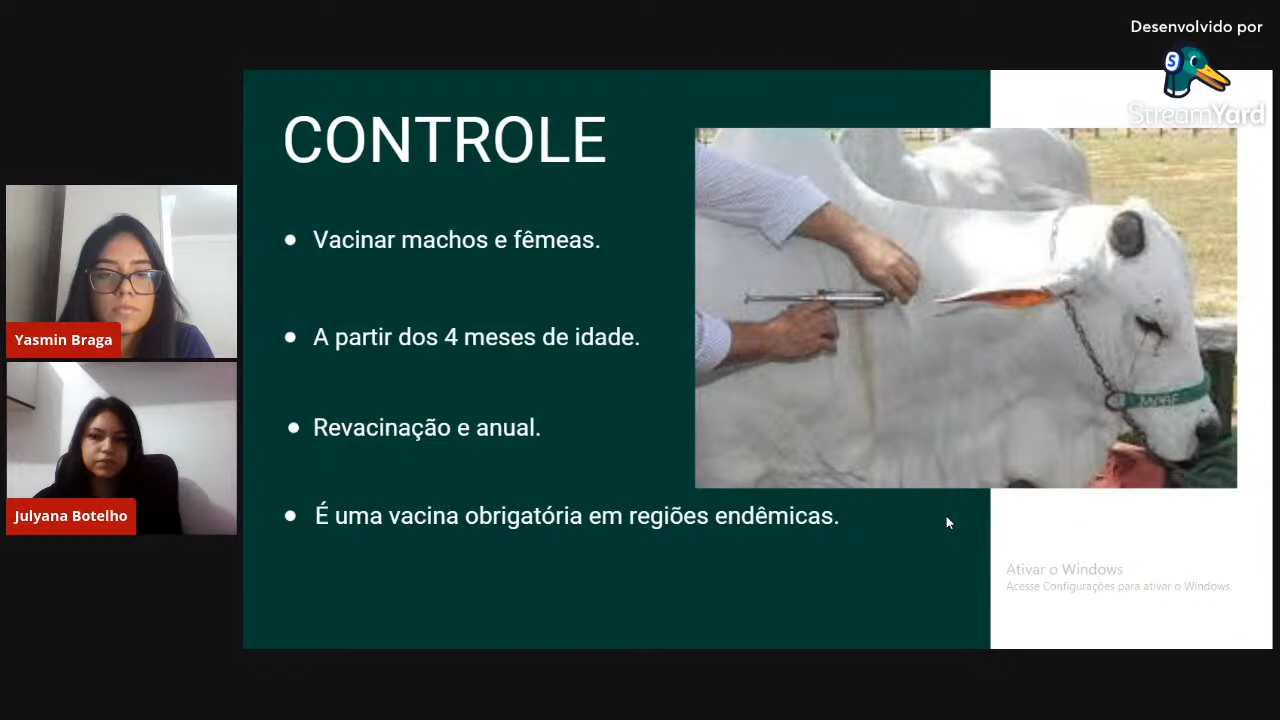 Desenvolvido por
S
StreamYard
CONTROLE
Vacinar machos e fêmeas.
A partir dos 4 meses de idade.
Revacinação e anual.
É uma vacina obrigatória em regiões endêmicas.
Yasmin Braga
Julyana Botelho
Ativar o Windows
Acesse Configurações para ativar o Windows.